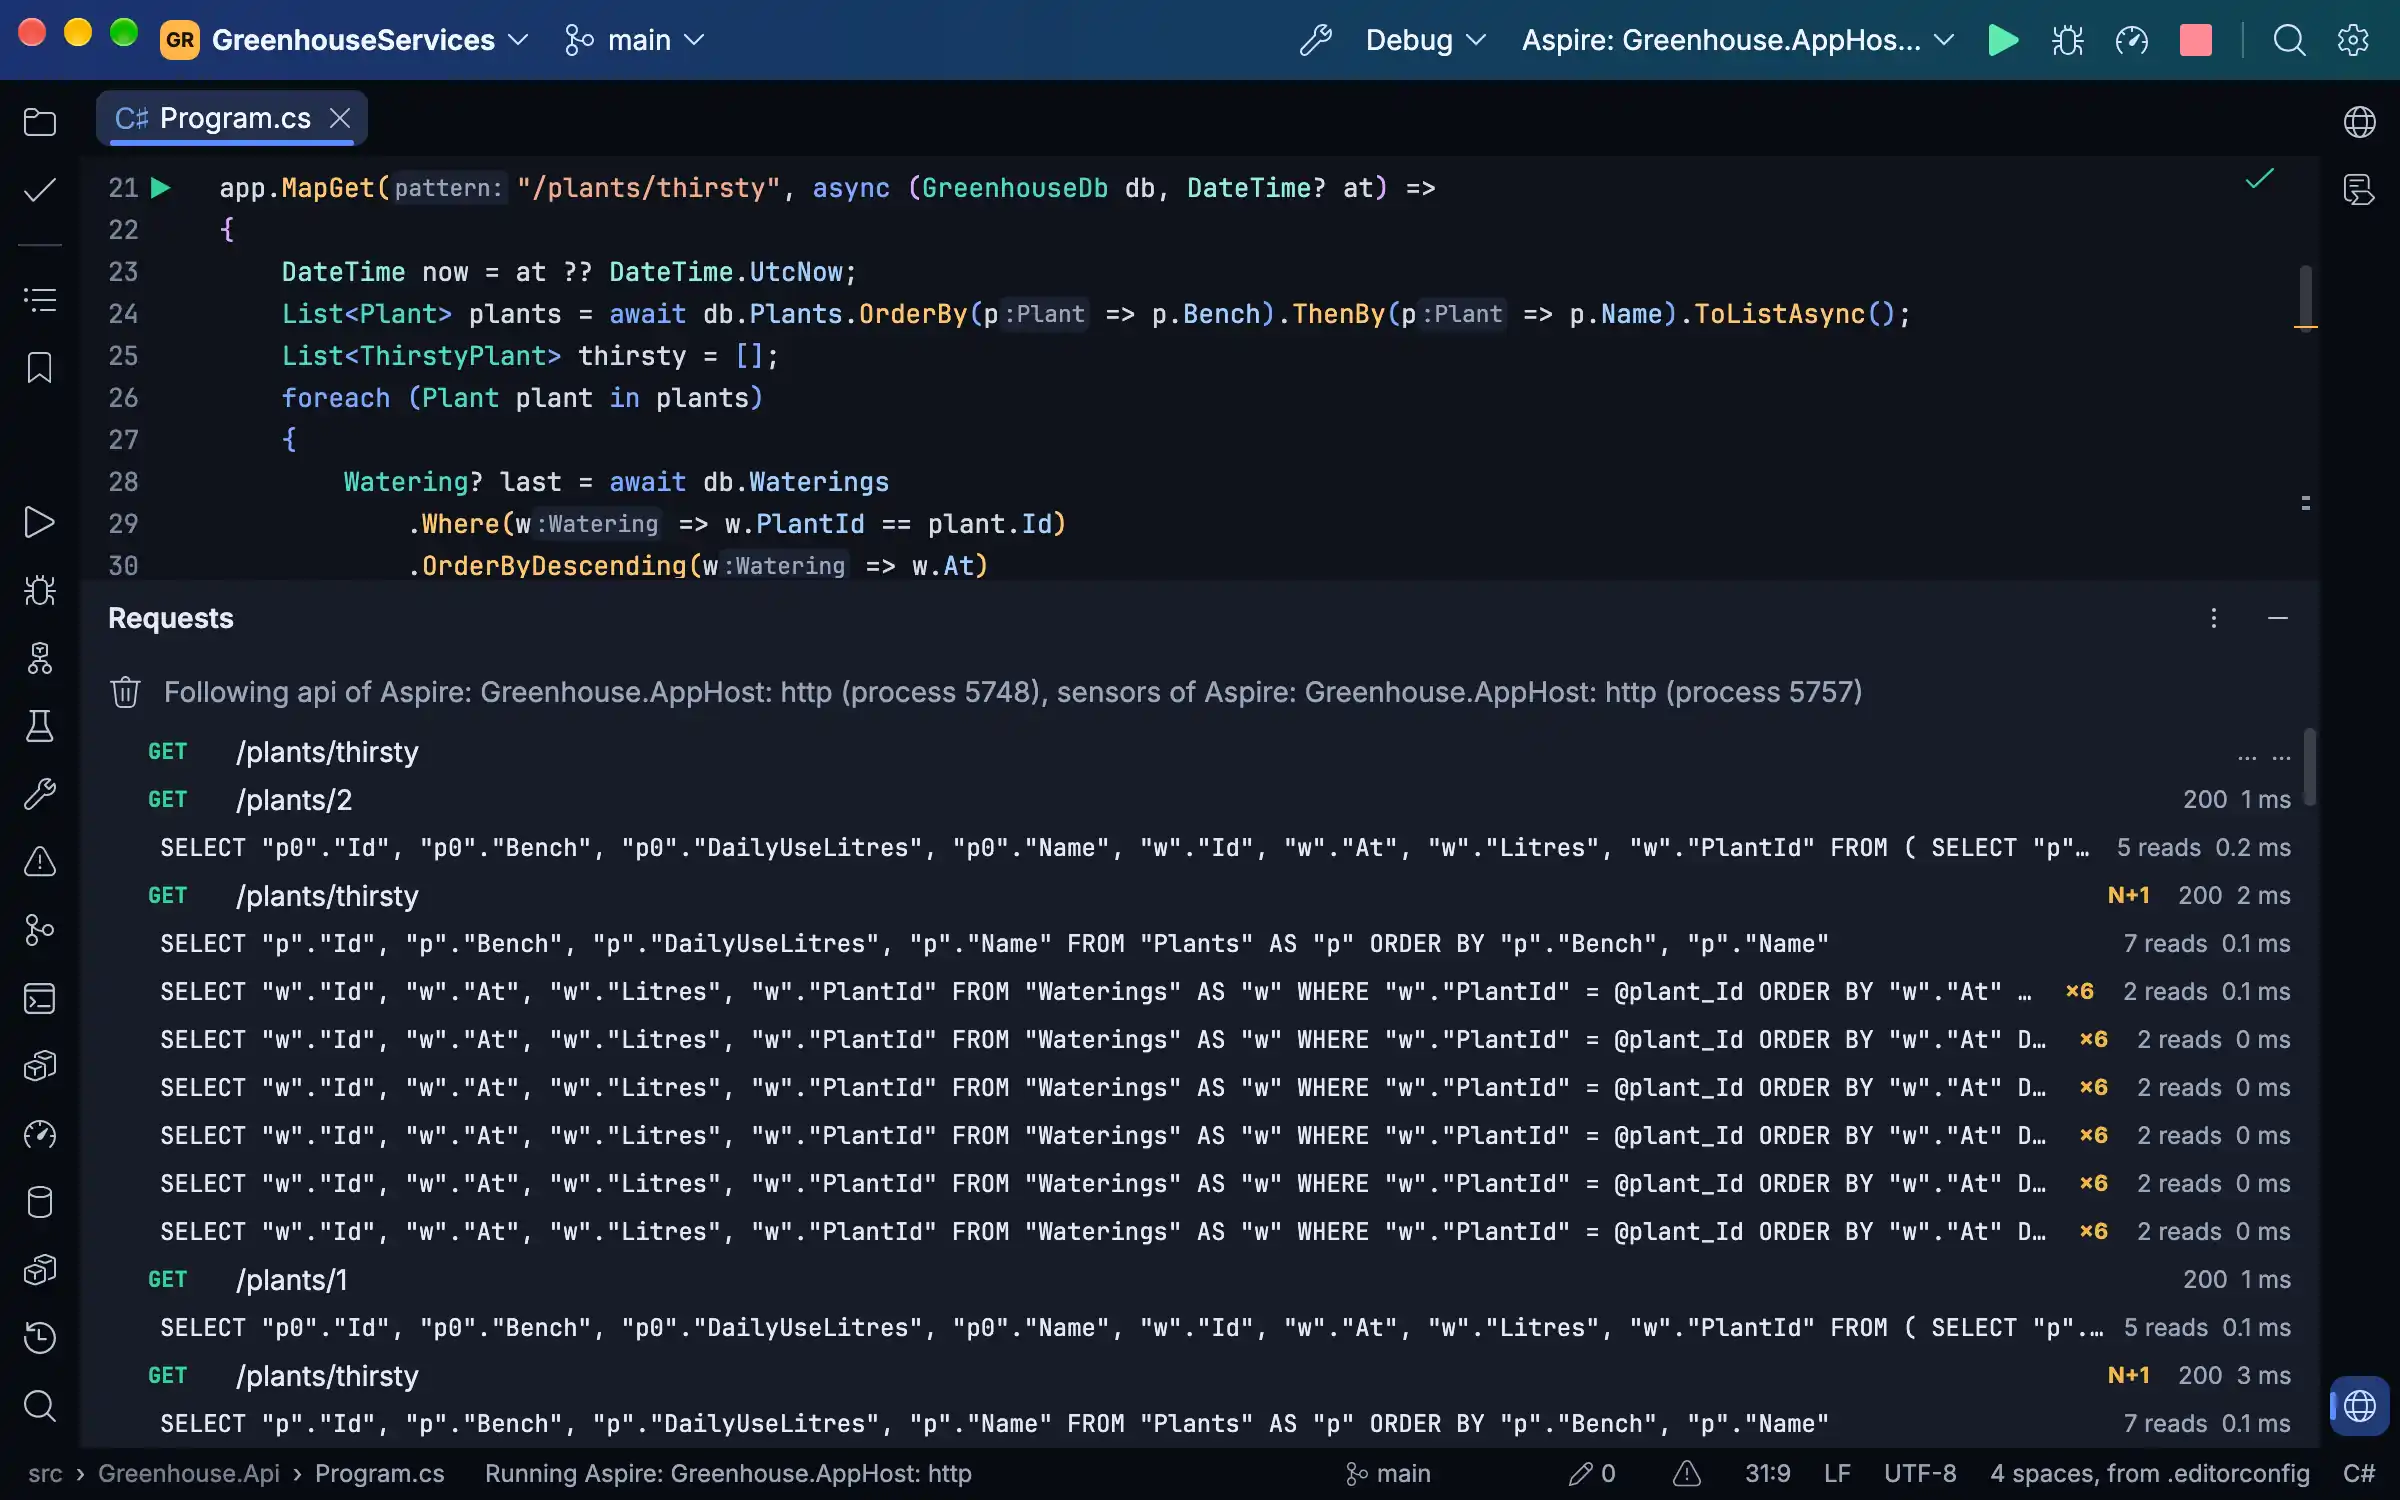 GR GreenhouseServices main Debug Aspire: Greenhouse.AppHos...
C# Program.cs
21 app.MapGet(pattern: "/plants/thirsty", async (GreenhouseDb db, DateTime? at) =>
22 {
23 DateTime now = at ?? DateTime.UtcNow;
24 List<Plant> plants = await db.Plants.OrderBy(p :Plant => p.Bench).ThenBy(p :Plant => p.Name).ToListAsync();
25 List<ThirstyPlant> thirsty = [];
26 foreach (Plant plant in plants)
27 {
28 Watering? last = await db.Waterings
29 .Where(w :Watering => w.PlantId == plant.Id)
30 .OrderByDescending(w :Watering => w.At)
Requests
Following api of Aspire: Greenhouse.AppHost: http (process 5748), sensors of Aspire: Greenhouse.AppHost: http (process 5757)
GET /plants/thirsty ... ...
GET /plants/2 200 1 ms
SELECT "p0"."Id", "p0"."Bench", "p0"."DailyUseLitres", "p0"."Name", "w"."Id", "w"."At", "w"."Litres", "w"."PlantId" FROM ( SELECT "p"… 5 reads 0.2 ms
GET /plants/thirsty N+1 200 2 ms
SELECT "p"."Id", "p"."Bench", "p"."DailyUseLitres", "p"."Name" FROM "Plants" AS "p" ORDER BY "p"."Bench", "p"."Name" 7 reads 0.1 ms
SELECT "w"."Id", "w"."At", "w"."Litres", "w"."PlantId" FROM "Waterings" AS "w" WHERE "w"."PlantId" = @plant_Id ORDER BY "w"."At" … ×6 2 reads 0.1 ms
SELECT "w"."Id", "w"."At", "w"."Litres", "w"."PlantId" FROM "Waterings" AS "w" WHERE "w"."PlantId" = @plant_Id ORDER BY "w"."At" D… ×6 2 reads 0 ms
SELECT "w"."Id", "w"."At", "w"."Litres", "w"."PlantId" FROM "Waterings" AS "w" WHERE "w"."PlantId" = @plant_Id ORDER BY "w"."At" D… ×6 2 reads 0 ms
SELECT "w"."Id", "w"."At", "w"."Litres", "w"."PlantId" FROM "Waterings" AS "w" WHERE "w"."PlantId" = @plant_Id ORDER BY "w"."At" D… ×6 2 reads 0 ms
SELECT "w"."Id", "w"."At", "w"."Litres", "w"."PlantId" FROM "Waterings" AS "w" WHERE "w"."PlantId" = @plant_Id ORDER BY "w"."At" D… ×6 2 reads 0 ms
SELECT "w"."Id", "w"."At", "w"."Litres", "w"."PlantId" FROM "Waterings" AS "w" WHERE "w"."PlantId" = @plant_Id ORDER BY "w"."At" D… ×6 2 reads 0 ms
GET /plants/1 200 1 ms
SELECT "p0"."Id", "p0"."Bench", "p0"."DailyUseLitres", "p0"."Name", "w"."Id", "w"."At", "w"."Litres", "w"."PlantId" FROM ( SELECT "p".… 5 reads 0.1 ms
GET /plants/thirsty N+1 200 3 ms
SELECT "p"."Id", "p"."Bench", "p"."DailyUseLitres", "p"."Name" FROM "Plants" AS "p" ORDER BY "p"."Bench", "p"."Name" 7 reads 0.1 ms
src › Greenhouse.Api › Program.cs Running Aspire: Greenhouse.AppHost: http main 0 31:9 LF UTF-8 4 spaces, from .editorconfig C#